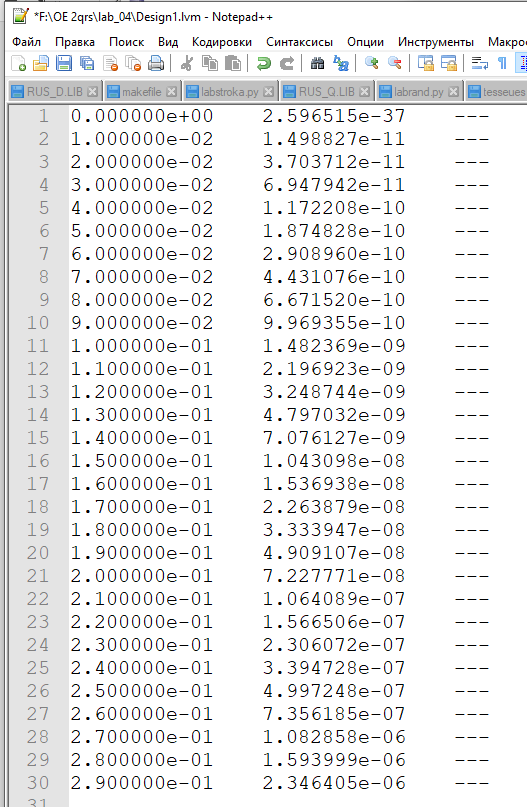 *F:\OE 2qrs\lab_04\Design1.lvm - Notepad++
Файл Правка Поиск Вид Кодировки Синтаксисы Опции Инструменты Макрос
RUS_D.LIB makefile labstroka.py RUS_Q.LIB labrand.py tesseues
1 0.000000e+00 2.596515e-37 ---
2 1.000000e-02 1.498827e-11 ---
3 2.000000e-02 3.703712e-11 ---
4 3.000000e-02 6.947942e-11 ---
5 4.000000e-02 1.172208e-10 ---
6 5.000000e-02 1.874828e-10 ---
7 6.000000e-02 2.908960e-10 ---
8 7.000000e-02 4.431076e-10 ---
9 8.000000e-02 6.671520e-10 ---
10 9.000000e-02 9.969355e-10 ---
11 1.000000e-01 1.482369e-09 ---
12 1.100000e-01 2.196923e-09 ---
13 1.200000e-01 3.248744e-09 ---
14 1.300000e-01 4.797032e-09 ---
15 1.400000e-01 7.076127e-09 ---
16 1.500000e-01 1.043098e-08 ---
17 1.600000e-01 1.536938e-08 ---
18 1.700000e-01 2.263879e-08 ---
19 1.800000e-01 3.333947e-08 ---
20 1.900000e-01 4.909107e-08 ---
21 2.000000e-01 7.227771e-08 ---
22 2.100000e-01 1.064089e-07 ---
23 2.200000e-01 1.566506e-07 ---
24 2.300000e-01 2.306072e-07 ---
25 2.400000e-01 3.394728e-07 ---
26 2.500000e-01 4.997248e-07 ---
27 2.600000e-01 7.356185e-07 ---
28 2.700000e-01 1.082858e-06 ---
29 2.800000e-01 1.593999e-06 ---
30 2.900000e-01 2.346405e-06 ---
31